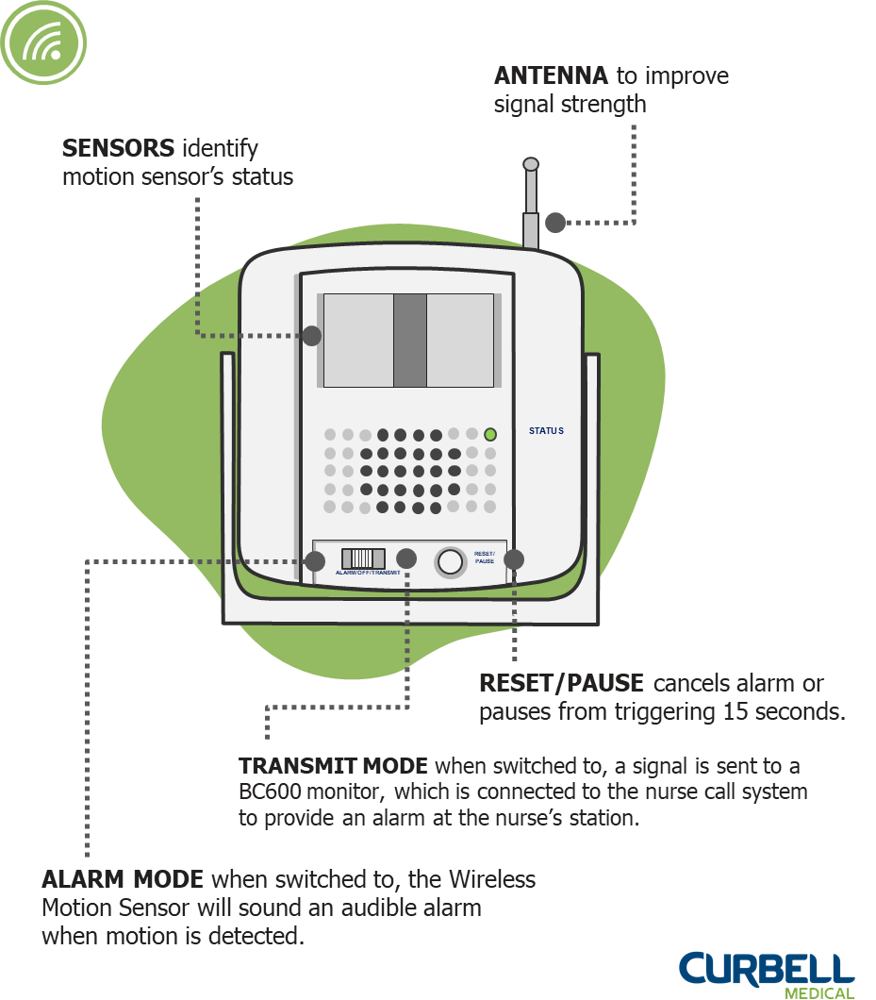 ANTENNA to improve
signal strength
SENSORS identify
motion sensor’s status
STATUS
ALARM/OFF/TRANSMIT
RESET/
PAUSE
RESET/PAUSE cancels alarm or
pauses from triggering 15 seconds.
TRANSMIT MODE when switched to, a signal is sent to a
BC600 monitor, which is connected to the nurse call system
to provide an alarm at the nurse’s station.
ALARM MODE when switched to, the Wireless
Motion Sensor will sound an audible alarm
when motion is detected.
CURBELL
MEDICAL